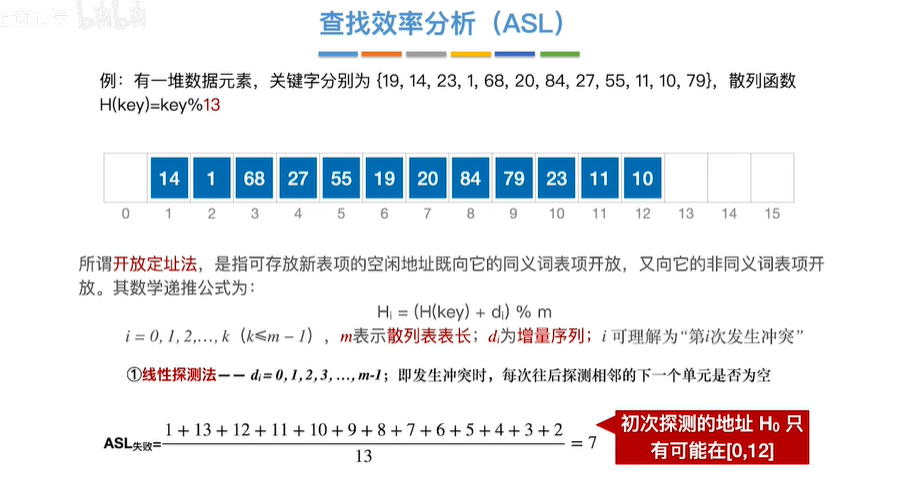 查找效率分析（ASL）
例：有一堆数据元素，关键字分别为 {19, 14, 23, 1, 68, 20, 84, 27, 55, 11, 10, 79}，散列函数
H(key)=key%13
14 1 68 27 55 19 20 84 79 23 11 10
0 1 2 3 4 5 6 7 8 9 10 11 12 13 14 15
所谓开放定址法，是指可存放新表项的空闲地址既向它的同义词表项开放，又向它的非同义词表项开
放。其数学递推公式为：
Hᵢ = (H(key) + dᵢ) % m
i = 0, 1, 2,…, k（k≤m − 1），m表示散列表表长；dᵢ为增量序列；i 可理解为“第i次发生冲突”
①线性探测法—— dᵢ = 0, 1, 2, 3, …, m-1；即发生冲突时，每次往后探测相邻的下一个单元是否为空
ASL失败= (1 + 13 + 12 + 11 + 10 + 9 + 8 + 7 + 6 + 5 + 4 + 3 + 2) / 13 = 7
初次探测的地址 H₀ 只
有可能在[0,12]